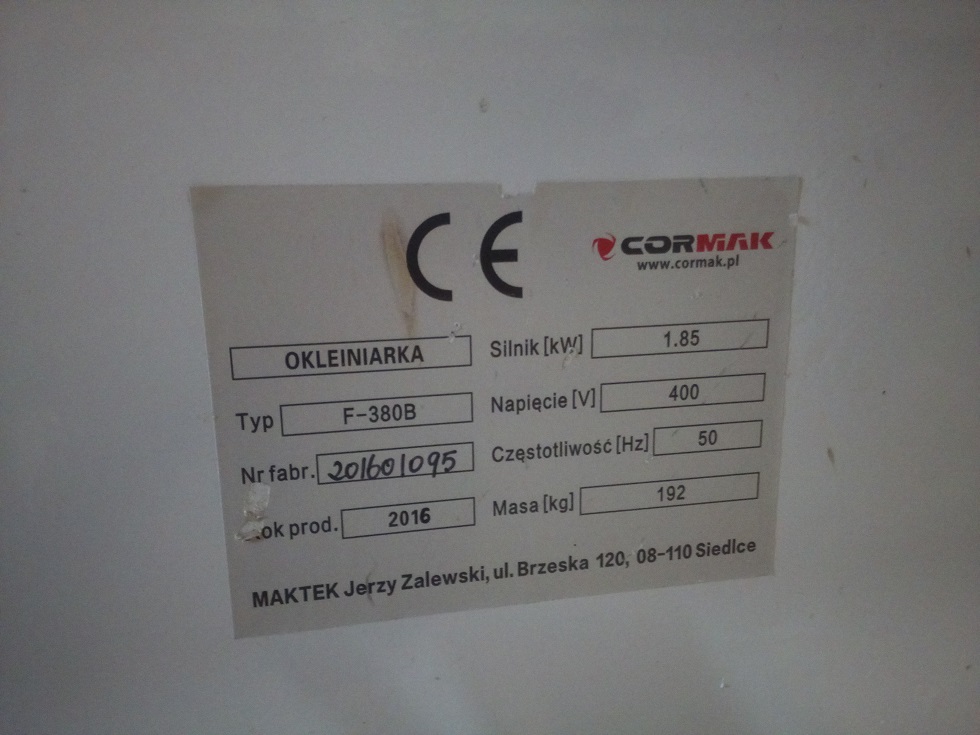 CE
CORMAK
www.cormak.pl
OKLEINIARKA
Typ F-380B
Nr fabr. 201601095
ok prod. 2016
Silnik [kW] 1.85
Napięcie [V] 400
Częstotliwość [Hz] 50
Masa [kg] 192
MAKTEK Jerzy Zalewski, ul. Brzeska 120, 08-110 Siedlce